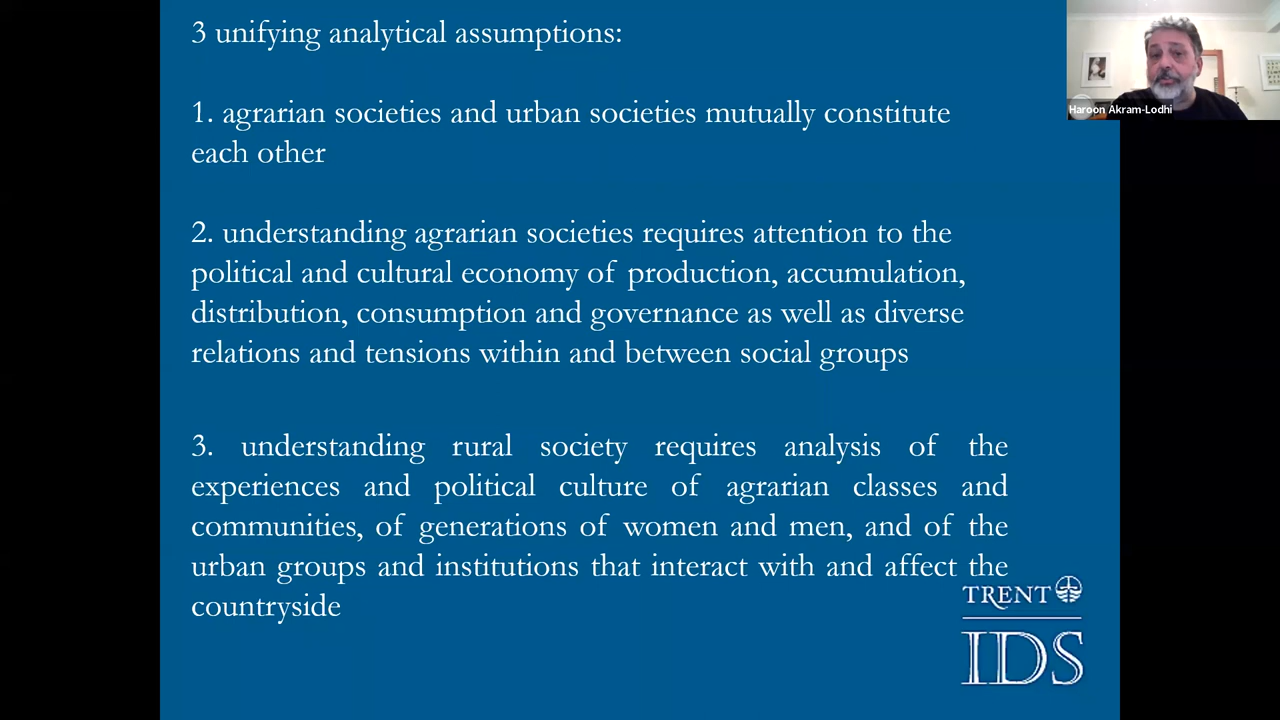 3 unifying analytical assumptions:
1. agrarian societies and urban societies mutually constitute
each other
2. understanding agrarian societies requires attention to the
political and cultural economy of production, accumulation,
distribution, consumption and governance as well as diverse
relations and tensions within and between social groups
3. understanding rural society requires analysis of the
experiences and political culture of agrarian classes and
communities, of generations of women and men, and of the
urban groups and institutions that interact with and affect the
countryside
Haroon Akram-Lodhi
TRENT
IDS